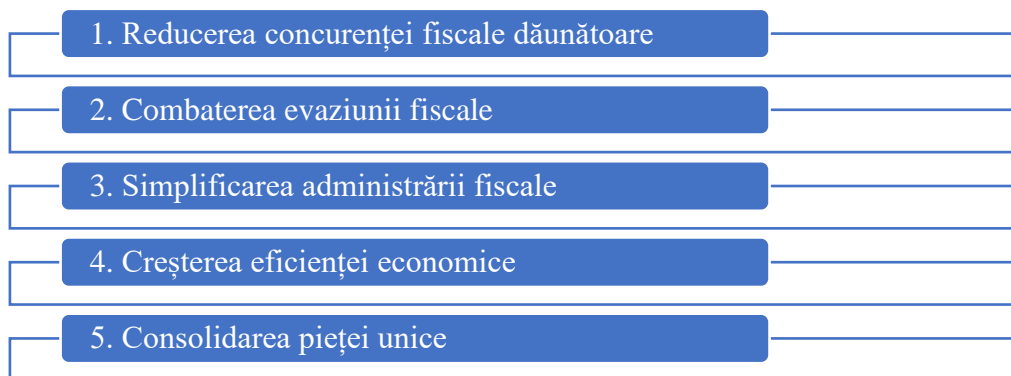 1. Reducerea concurenței fiscale dăunătoare
2. Combaterea evaziunii fiscale
3. Simplificarea administrării fiscale
4. Creșterea eficienței economice
5. Consolidarea pieței unice